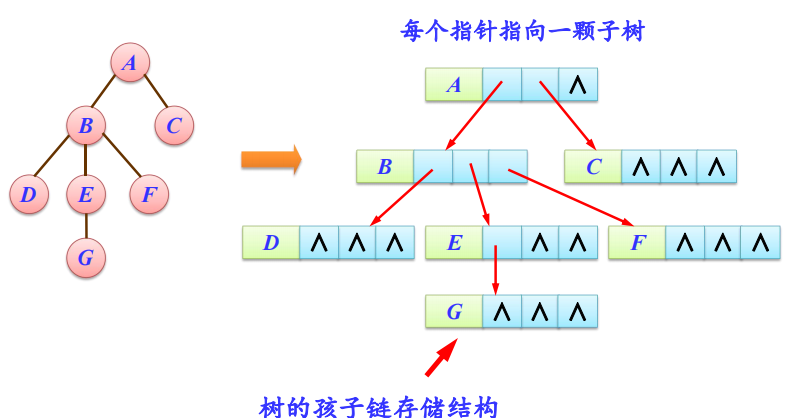 每个指针指向一颗子树
A
A ∧
B C
B
C ∧ ∧ ∧
D E F
D ∧ ∧ ∧
E ∧ ∧
F ∧ ∧ ∧
G
G ∧ ∧ ∧
树的孩子链存储结构